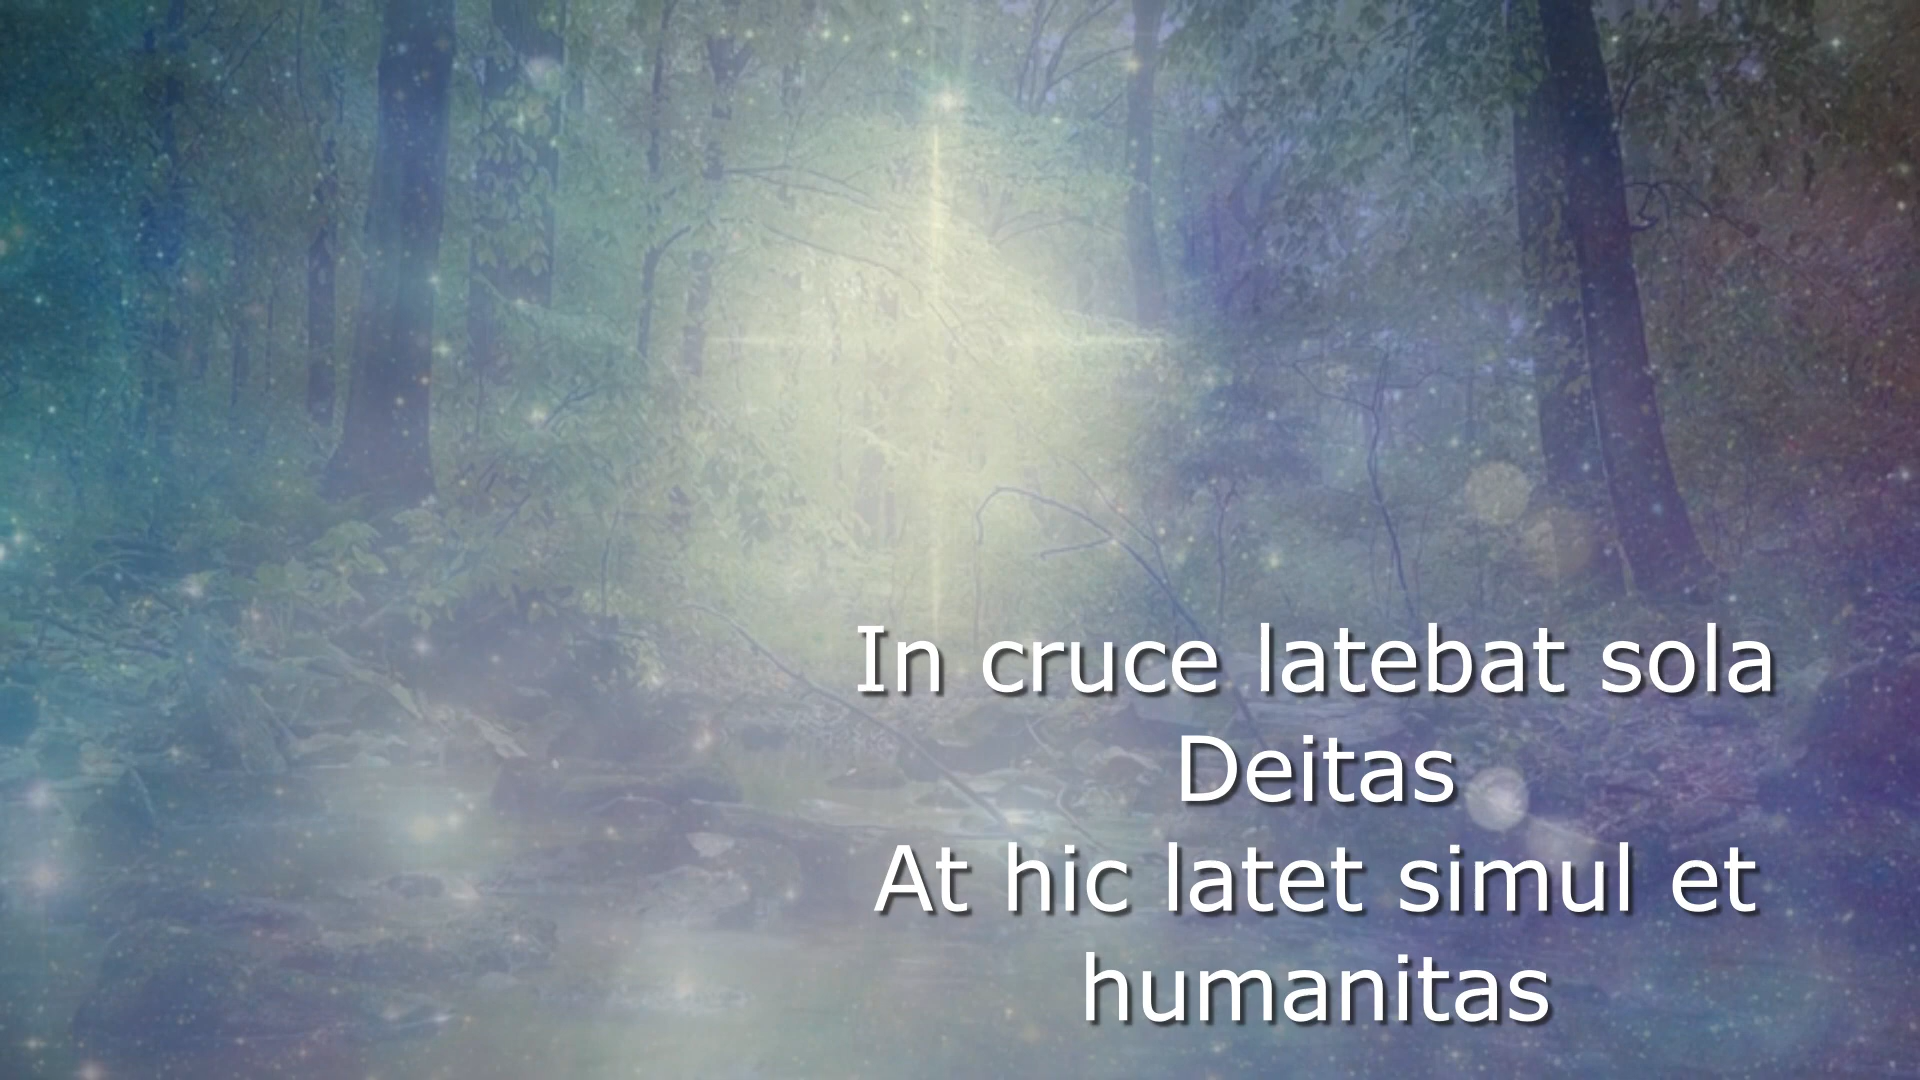 In cruce latebat sola
Deitas
At hic latet simul et
humanitas